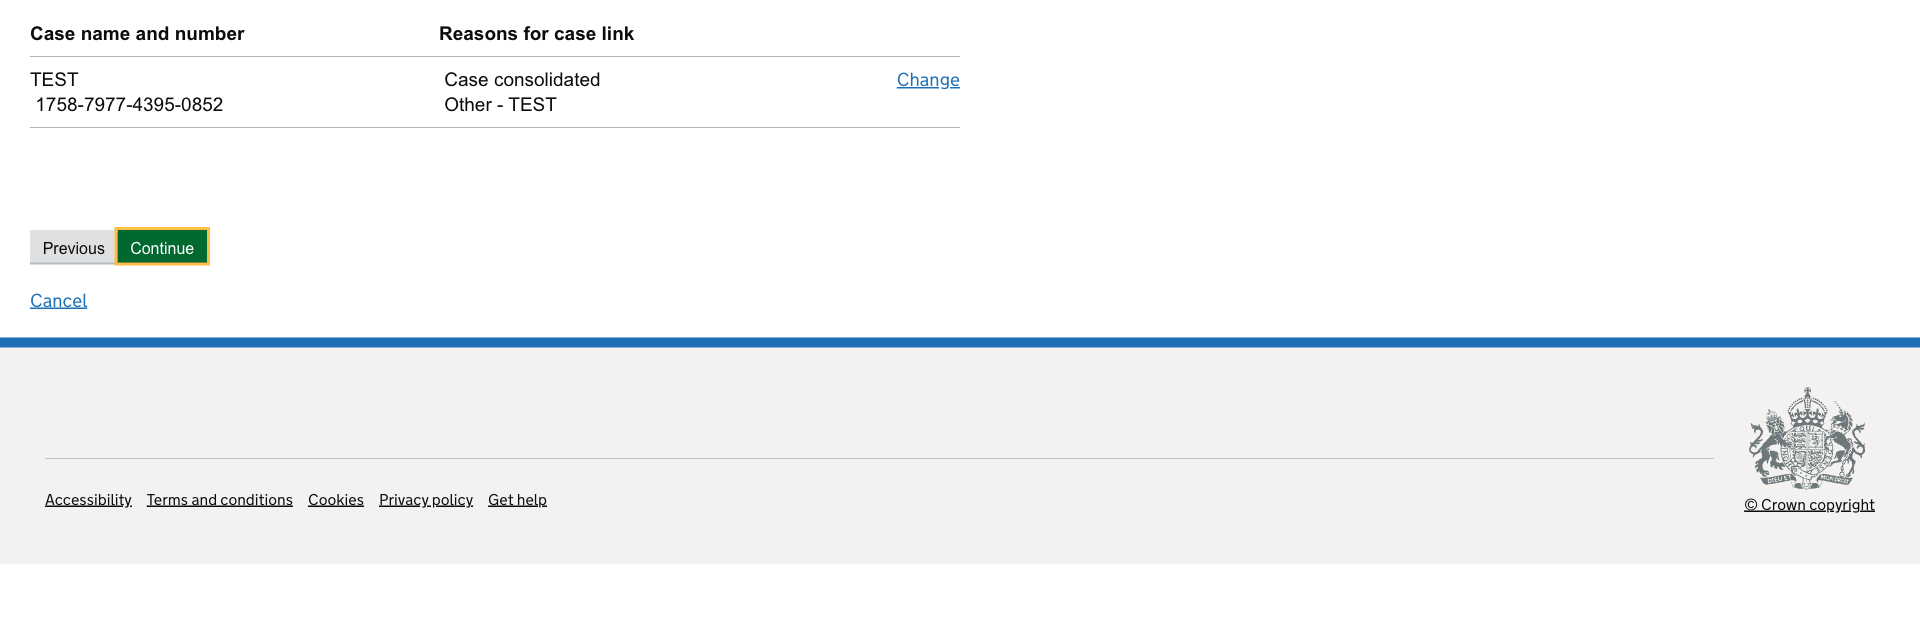 Case name and number Reasons for case link
TEST Case consolidated Change
1758-7977-4395-0852 Other - TEST
Previous Continue
Cancel
Accessibility Terms and conditions Cookies Privacy policy Get help
© Crown copyright